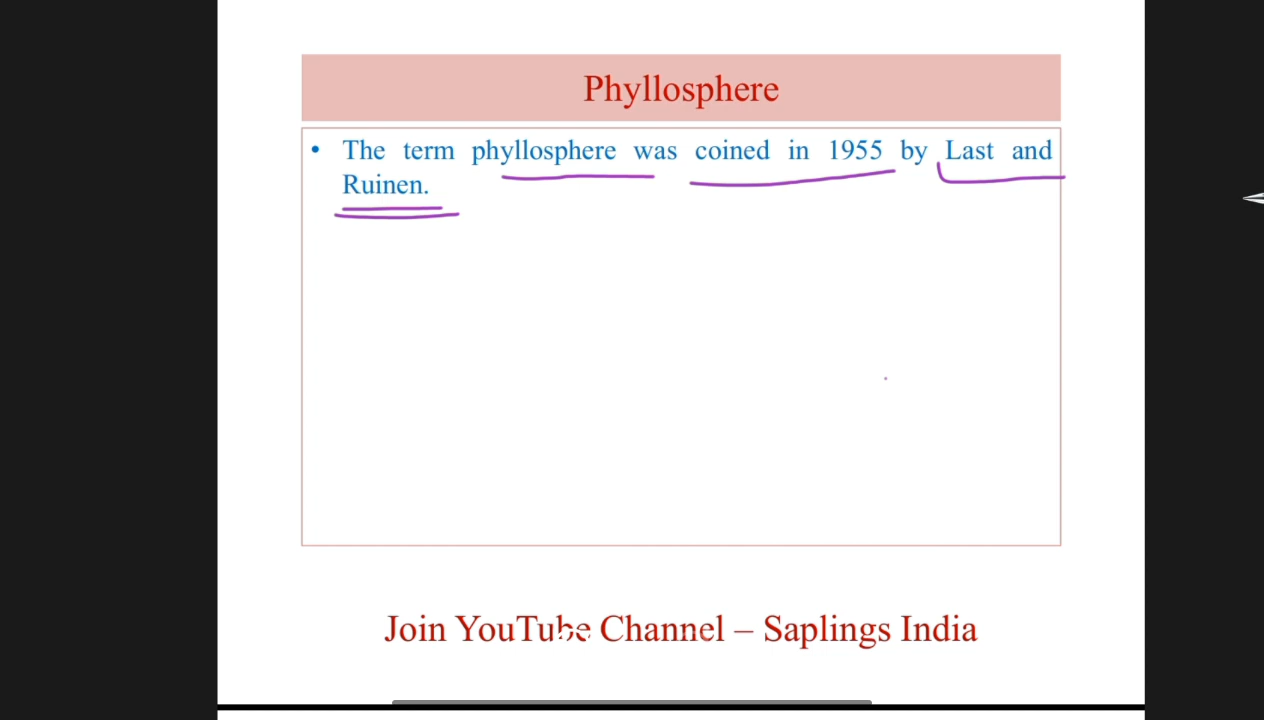 Phyllosphere
• The term phyllosphere was coined in 1955 by Last and
Ruinen.
Join YouTube Channel – Saplings India